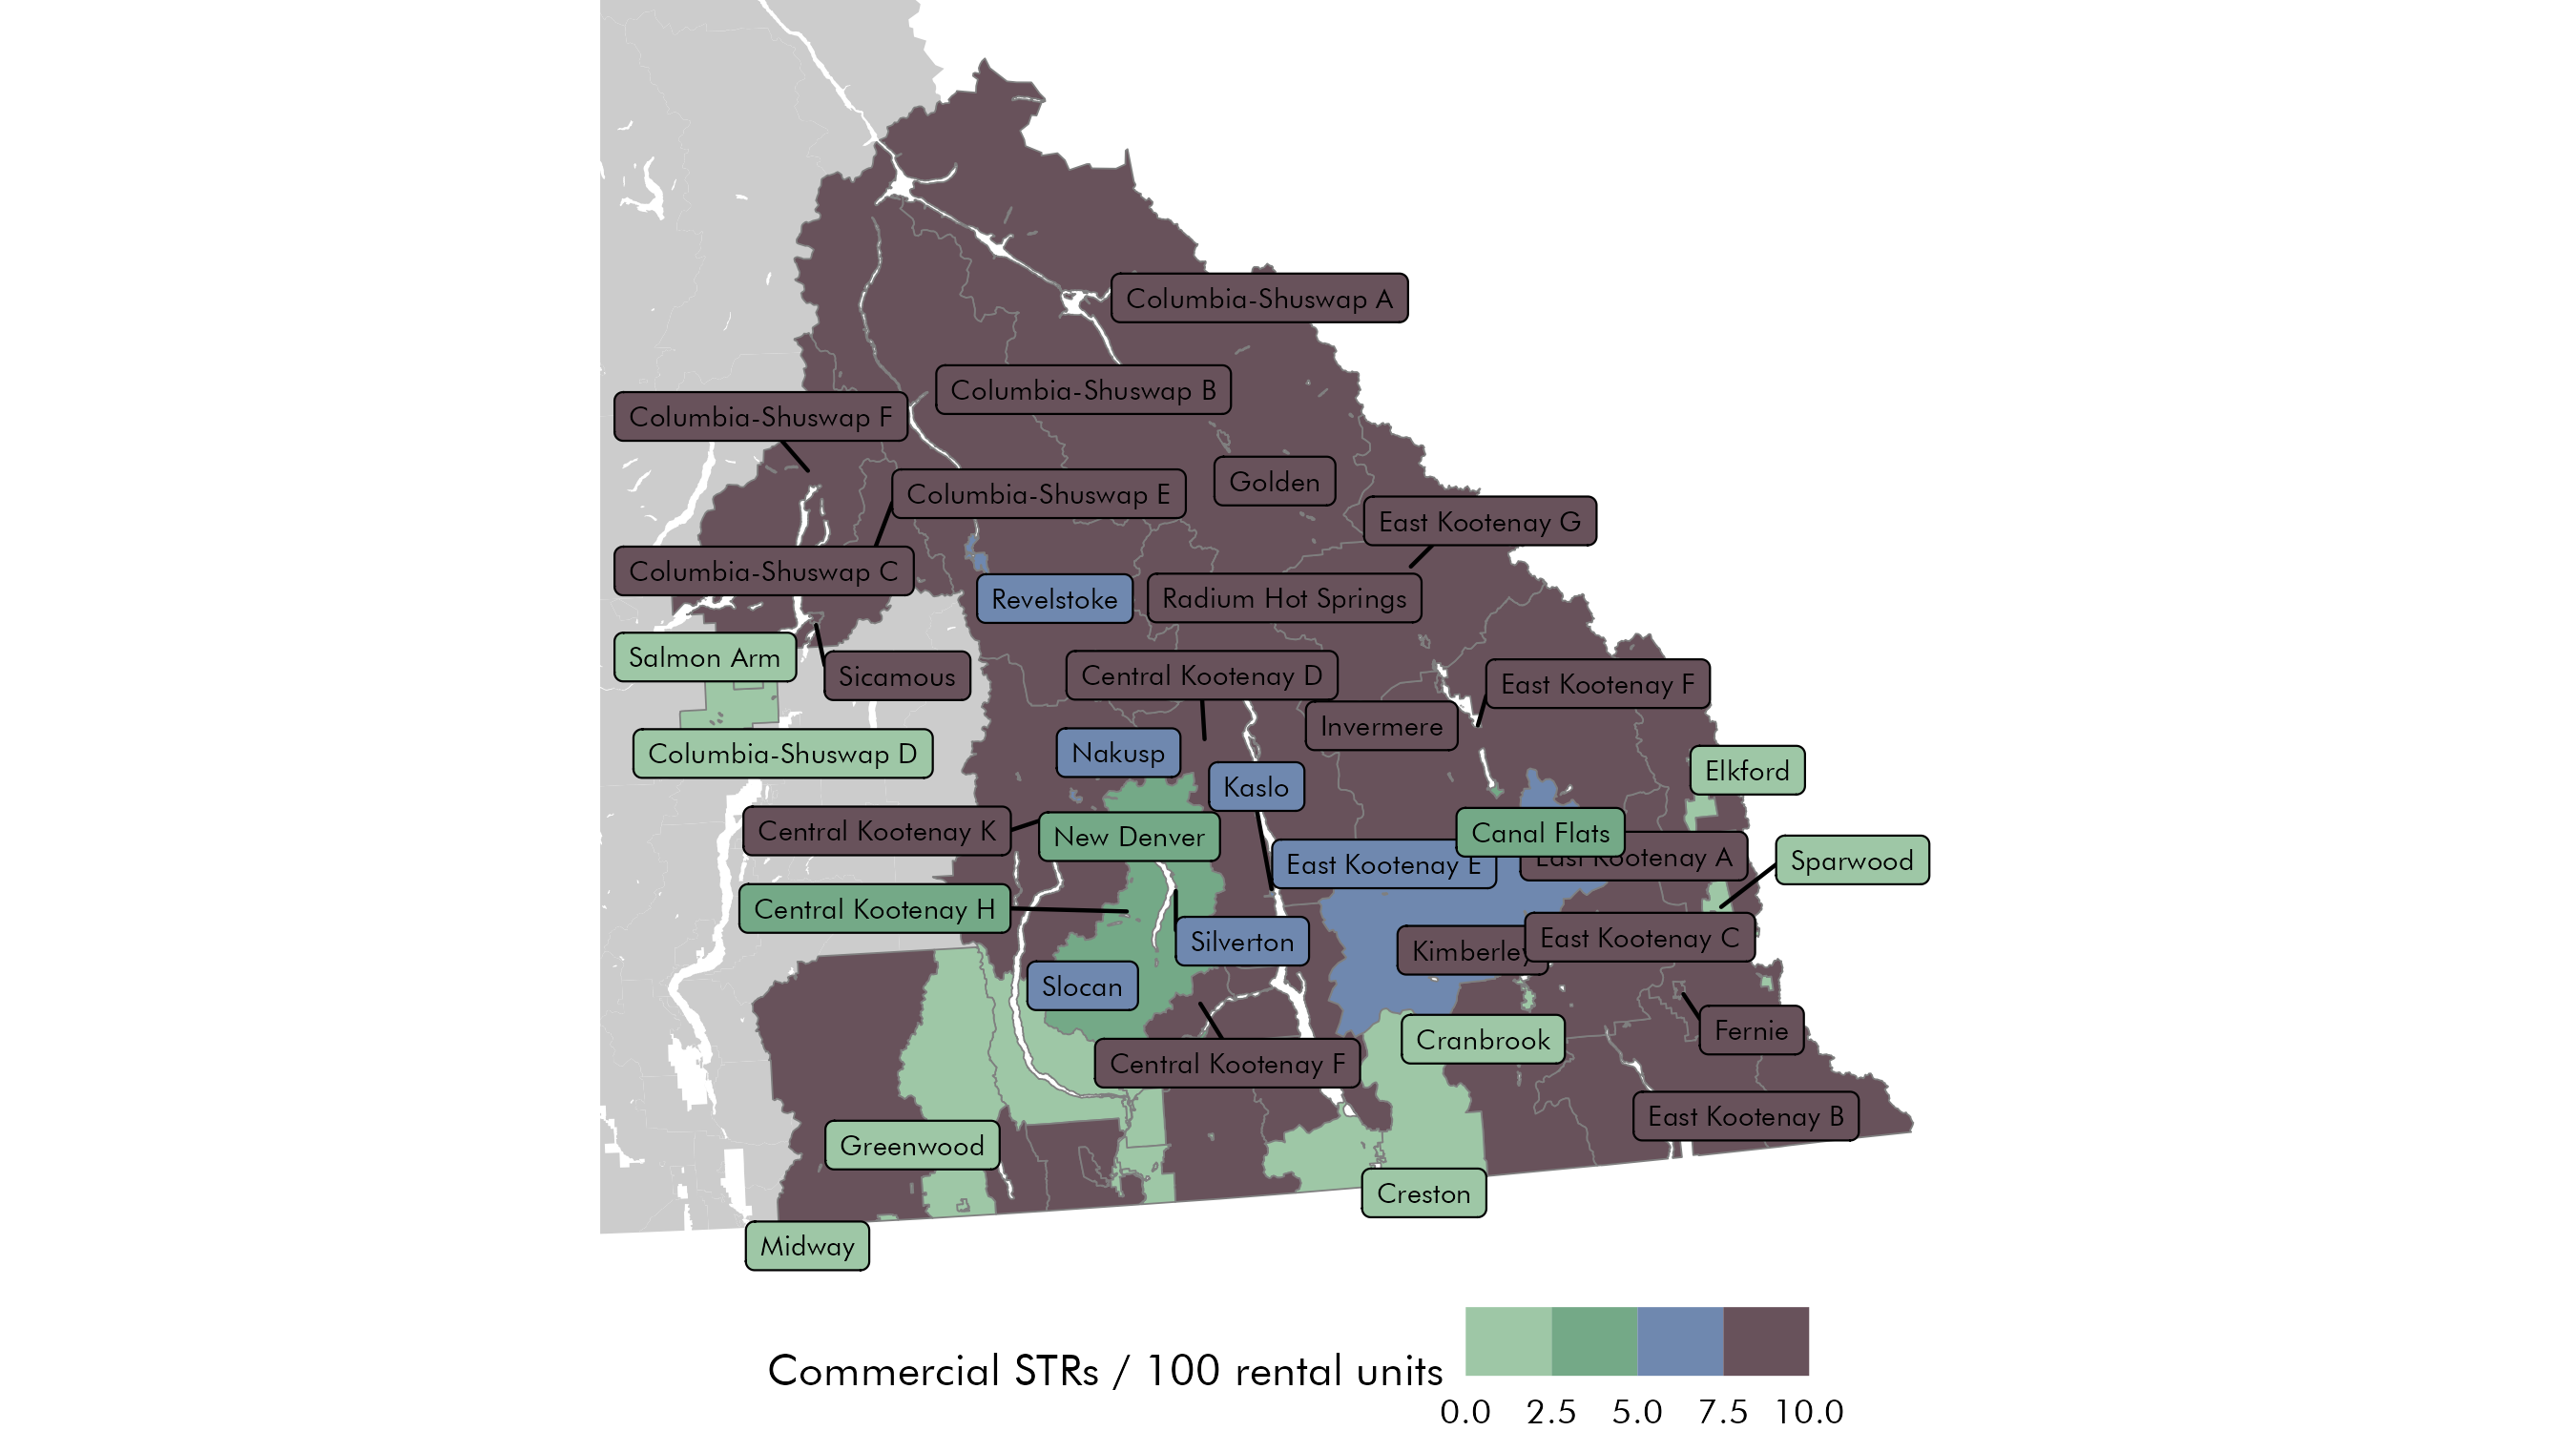 Columbia-Shuswap A
Columbia-Shuswap B
Columbia-Shuswap F
Golden
Columbia-Shuswap E
East Kootenay G
Columbia-Shuswap C
Revelstoke
Radium Hot Springs
Salmon Arm
Sicamous
Central Kootenay D
East Kootenay F
Invermere
Columbia-Shuswap D
Nakusp
Elkford
Kaslo
Central Kootenay K
New Denver
Canal Flats
East Kootenay A
East Kootenay E
Sparwood
Central Kootenay H
Silverton
Kimberley
East Kootenay C
Slocan
Fernie
Cranbrook
Central Kootenay F
East Kootenay B
Greenwood
Creston
Midway
Commercial STRs / 100 rental units
0.0 2.5 5.0 7.5 10.0